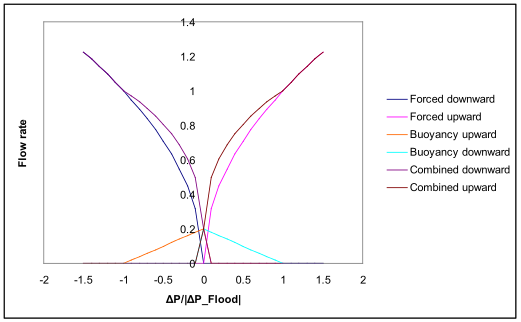 1.4
1.2
1
0.8
0.6
0.4
0.2
0
-2 -1.5 -1 -0.5 0 0.5 1 1.5 2
Flow rate
ΔP/|ΔP_Flood|
Forced downward
Forced upward
Buoyancy upward
Buoyancy downward
Combined downward
Combined upward